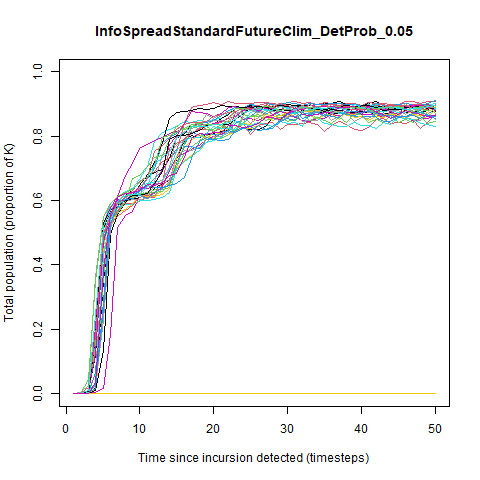 InfoSpreadStandardFutureClim_DetProb_0.05
Total population (proportion of K)
1.0
0.8
0.6
0.4
0.2
0.0
0 10 20 30 40 50
Time since incursion detected (timesteps)